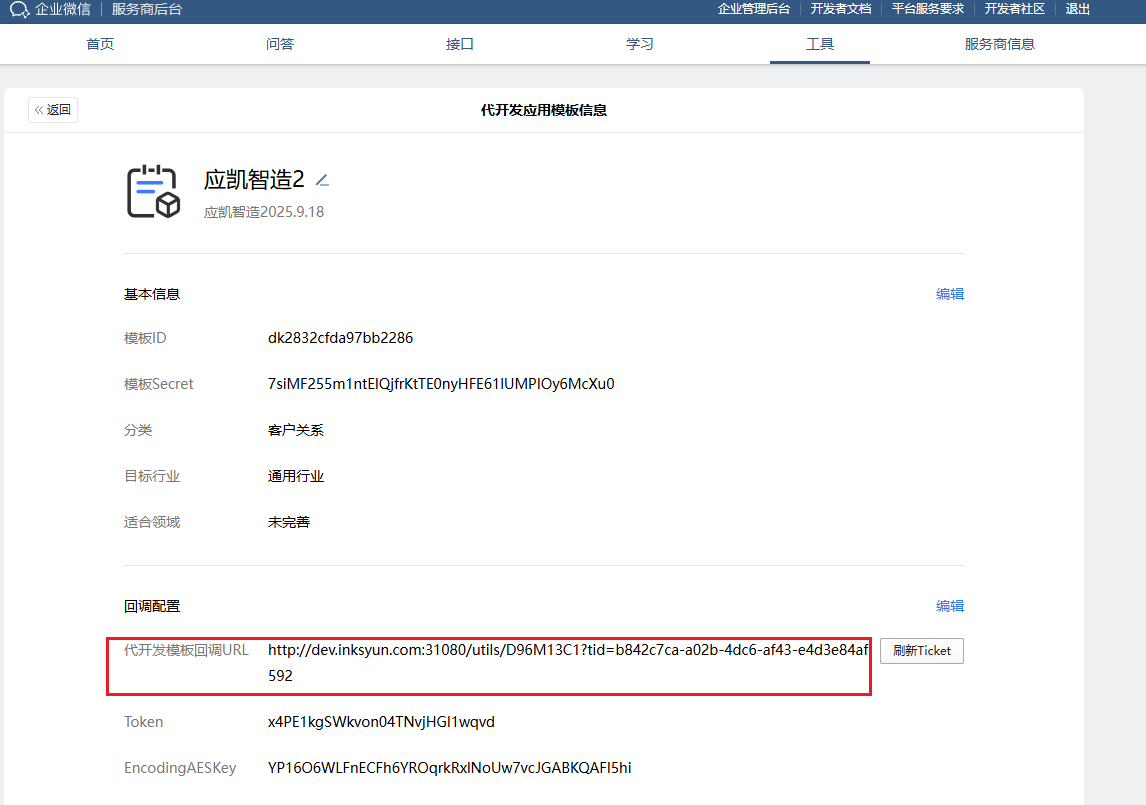 企业微信 | 服务商后台
企业管理后台 | 开发者文档 | 平台服务要求 | 开发者社区 | 退出
首页 问答 接口 学习 工具 服务商信息
«返回 代开发应用模板信息
应凯智造2
应凯智造2025.9.18
基本信息 编辑
模板ID dk2832cfda97bb2286
模板Secret 7siMF255m1ntEIQjfrKtTE0nyHFE61IUMPIOy6McXu0
分类 客户关系
目标行业 通用行业
适合领域 未完善
回调配置 编辑
代开发模板回调URL http://dev.inksyun.com:31080/utils/D96M13C1?tid=b842c7ca-a02b-4dc6-af43-e4d3e84af 刷新Ticket
592
Token x4PE1kgSWkvon04TNvjHGI1wqvd
EncodingAESKey YP16O6WLFnECFh6YROqrkRxINoUw7vcJGABKQAFI5hi